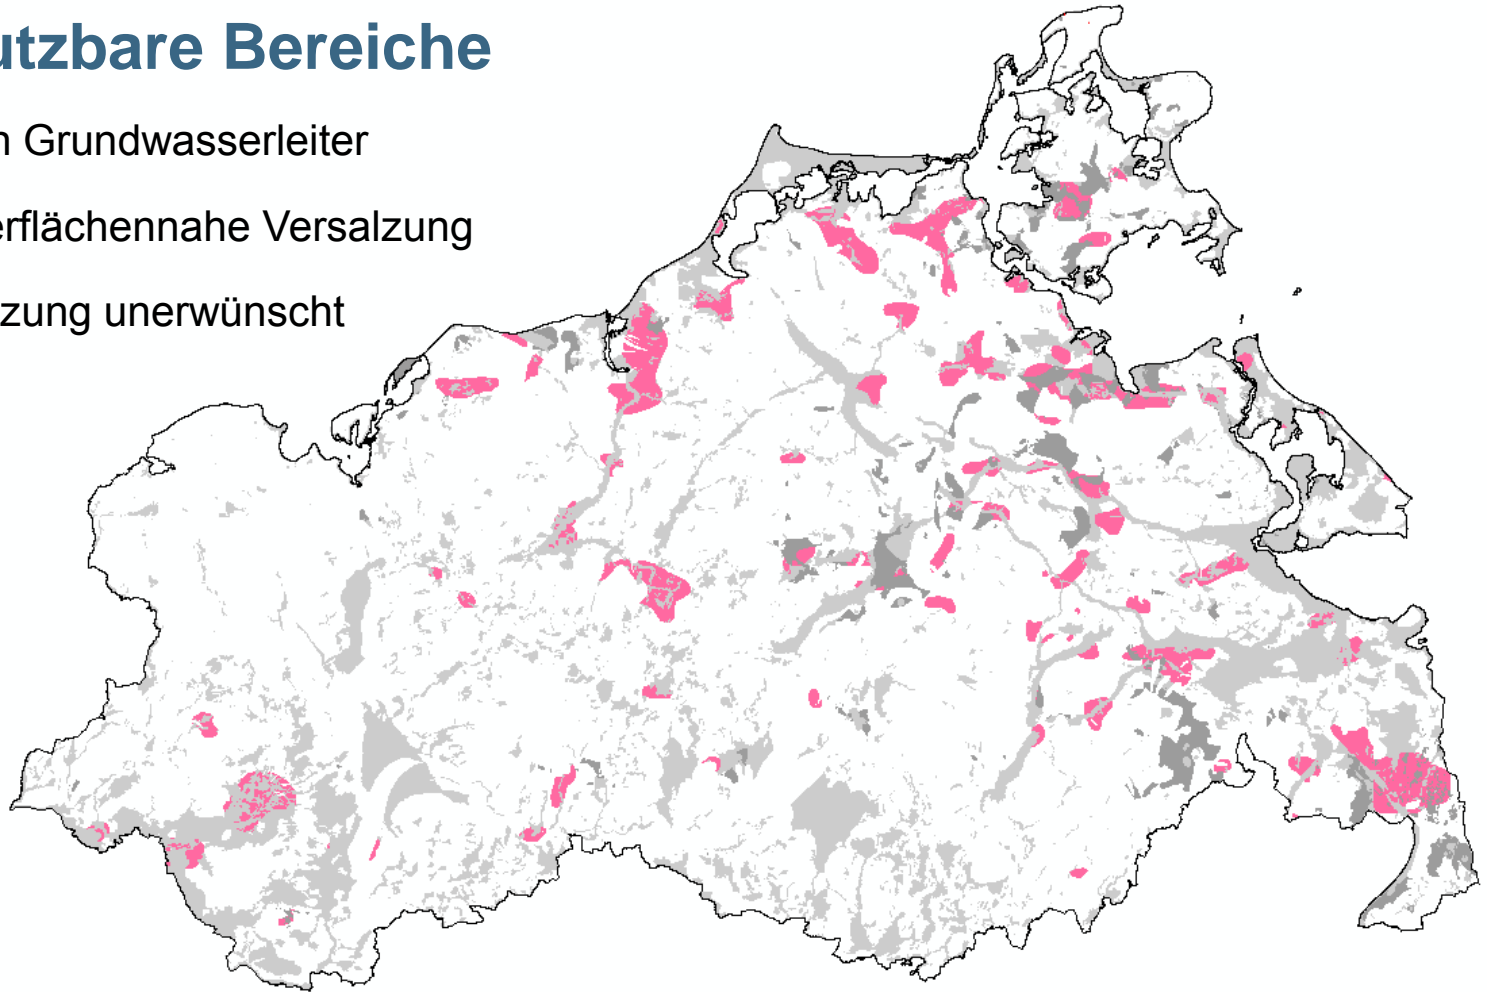 utzbare Bereiche
n Grundwasserleiter
erflächennahe Versalzung
zung unerwünscht